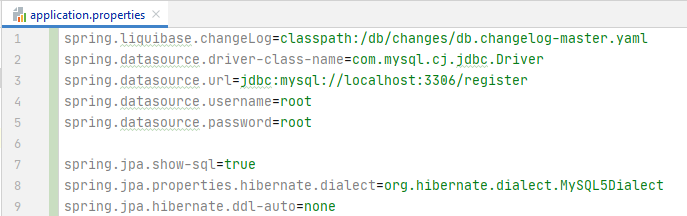 application.properties
1 spring.liquibase.changeLog=classpath:/db/changes/db.changelog-master.yaml
2 spring.datasource.driver-class-name=com.mysql.cj.jdbc.Driver
3 spring.datasource.url=jdbc:mysql://localhost:3306/register
4 spring.datasource.username=root
5 spring.datasource.password=root
6
7 spring.jpa.show-sql=true
8 spring.jpa.properties.hibernate.dialect=org.hibernate.dialect.MySQL5Dialect
9 spring.jpa.hibernate.ddl-auto=none